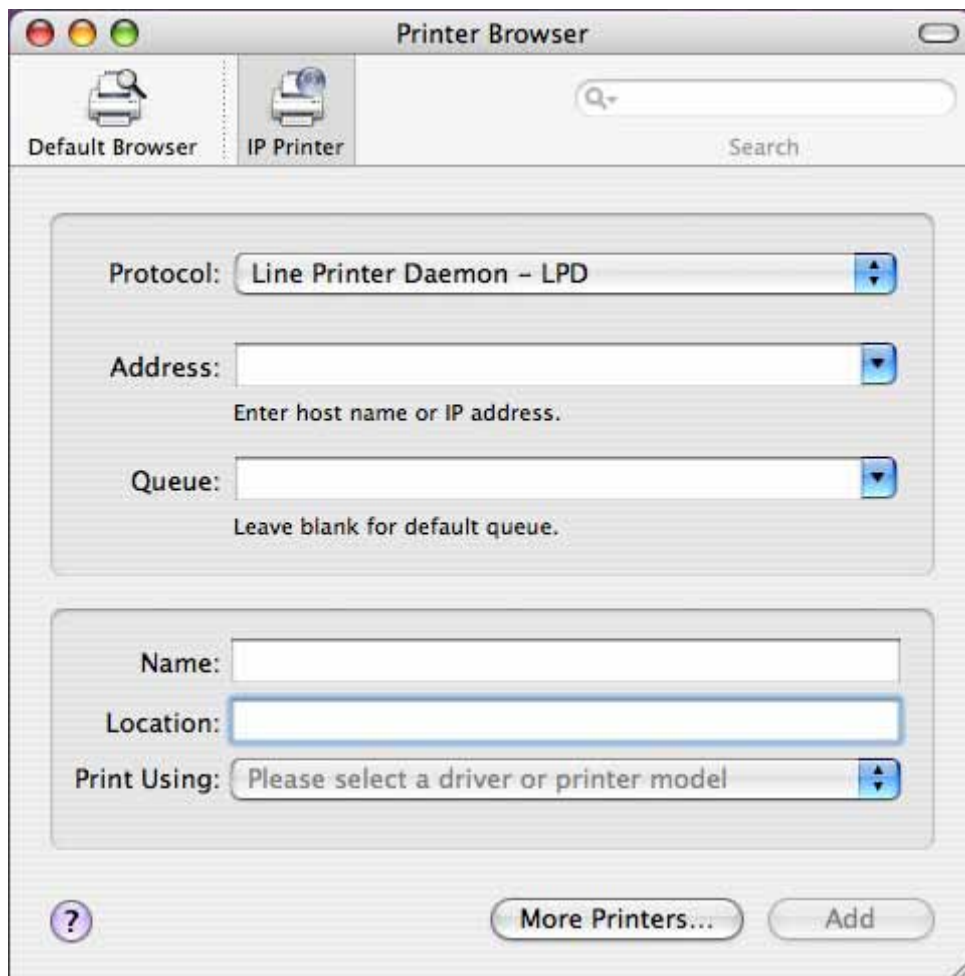 Printer Browser
Default Browser
IP Printer
Search
Protocol: Line Printer Daemon – LPD
Address:
Enter host name or IP address.
Queue:
Leave blank for default queue.
Name:
Location:
Print Using: Please select a driver or printer model
? More Printers... Add